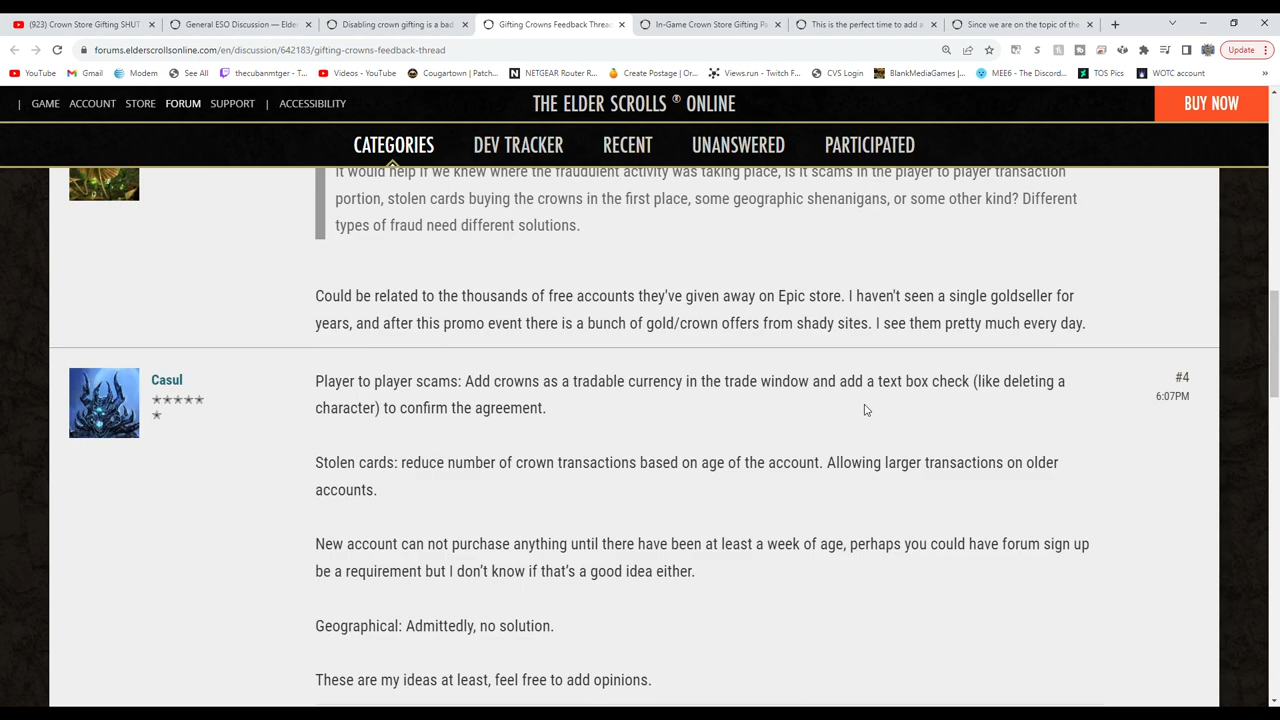 (923) Crown Store Gifting SHUT
General ESO Discussion — Elder
Disabling crown gifting is a bad
Gifting Crowns Feedback Thread
In-Game Crown Store Gifting Pa
This is the perfect time to add a
Since we are on the topic of the
forums.elderscrollsonline.com/en/discussion/642183/gifting-crowns-feedback-thread
Update
YouTube
Gmail
Modem
See All
thecubanmtger - T...
Videos - YouTube
Cougartown | Patch...
NETGEAR Router R...
Create Postage | Or...
Views.run - Twitch F...
CVS Login
BlankMediaGames |...
MEE6 - The Discord...
TOS Pics
WOTC account
»
| GAME ACCOUNT STORE FORUM SUPPORT | ACCESSIBILITY
THE ELDER SCROLLS ® ONLINE
BUY NOW
CATEGORIES DEV TRACKER RECENT UNANSWERED PARTICIPATED
It would help if we knew where the fraudulent activity was taking place, is it scams in the player to player transaction
portion, stolen cards buying the crowns in the first place, some geographic shenanigans, or some other kind? Different
types of fraud need different solutions.
Could be related to the thousands of free accounts they've given away on Epic store. I haven't seen a single goldseller for
years, and after this promo event there is a bunch of gold/crown offers from shady sites. I see them pretty much every day.
Casul
#4
6:07PM
Player to player scams: Add crowns as a tradable currency in the trade window and add a text box check (like deleting a
character) to confirm the agreement.
Stolen cards: reduce number of crown transactions based on age of the account. Allowing larger transactions on older
accounts.
New account can not purchase anything until there have been at least a week of age, perhaps you could have forum sign up
be a requirement but I don't know if that's a good idea either.
Geographical: Admittedly, no solution.
These are my ideas at least, feel free to add opinions.